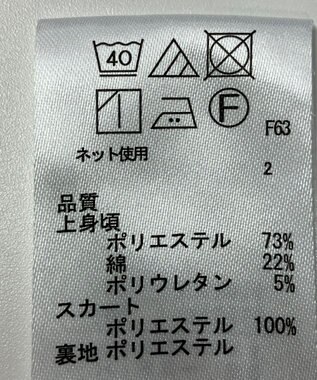 40
F
F63
ネット使用
2
品質
上身頃
ポリエステル 73%
綿 22%
ポリウレタン 5%
スカート
ポリエステル 100%
裏地 ポリエステル